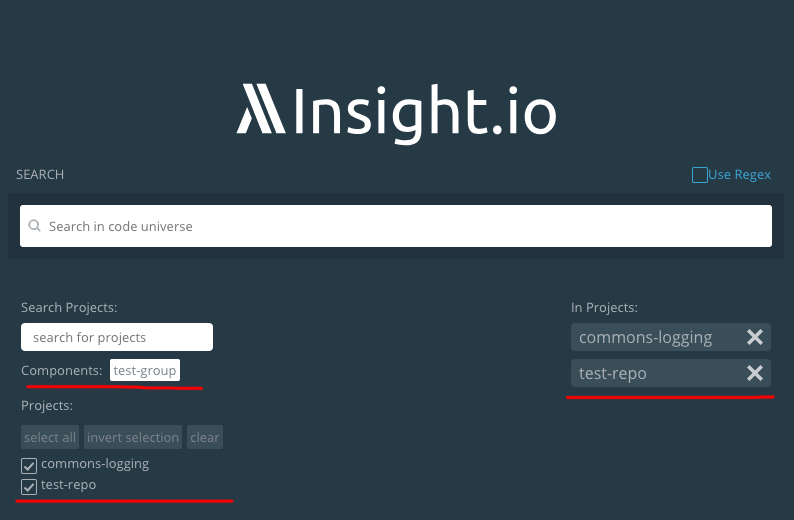 Insight.io
SEARCH
Use Regex
Search in code universe
Search Projects:
search for projects
Components: test-group
Projects:
select all invert selection clear
commons-logging
test-repo
In Projects:
commons-logging
test-repo